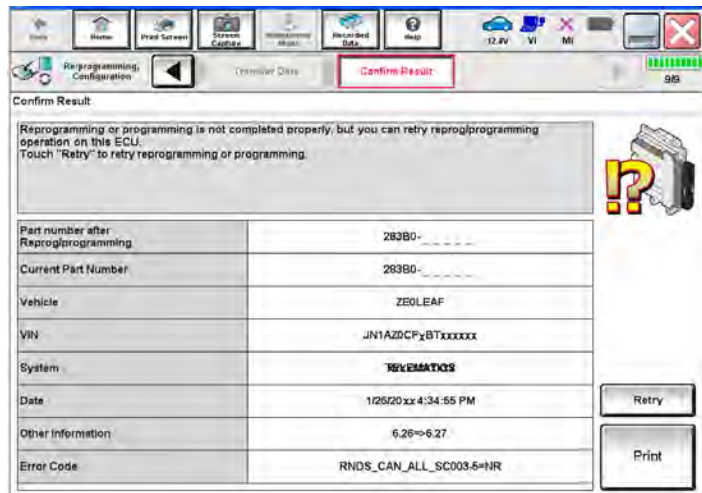 Home
Print Screen
Screen
Capture
Recorded
Data
Help
12.4V
VI
MI
Re/programming,
Configuration
Transfer Data
Confirm Result
9/9
Confirm Result
Reprogramming or programming is not completed properly, but you can retry reprog/programming
operation on this ECU.
Touch "Retry" to retry reprogramming or programming.
Part number after
Reprog/programming
283B0-_ _ _ _ _
Current Part Number
283B0-_ _ _ _ _
Vehicle
ZE0LEAF
VIN
JN1AZ0CPxBTxxxxxx
System
Date
1/26/20xx 4:34:55 PM
Other Information
6.26=>6.27
Error Code
RNDS_CAN_ALL_SC003-5=NR
Retry
Print